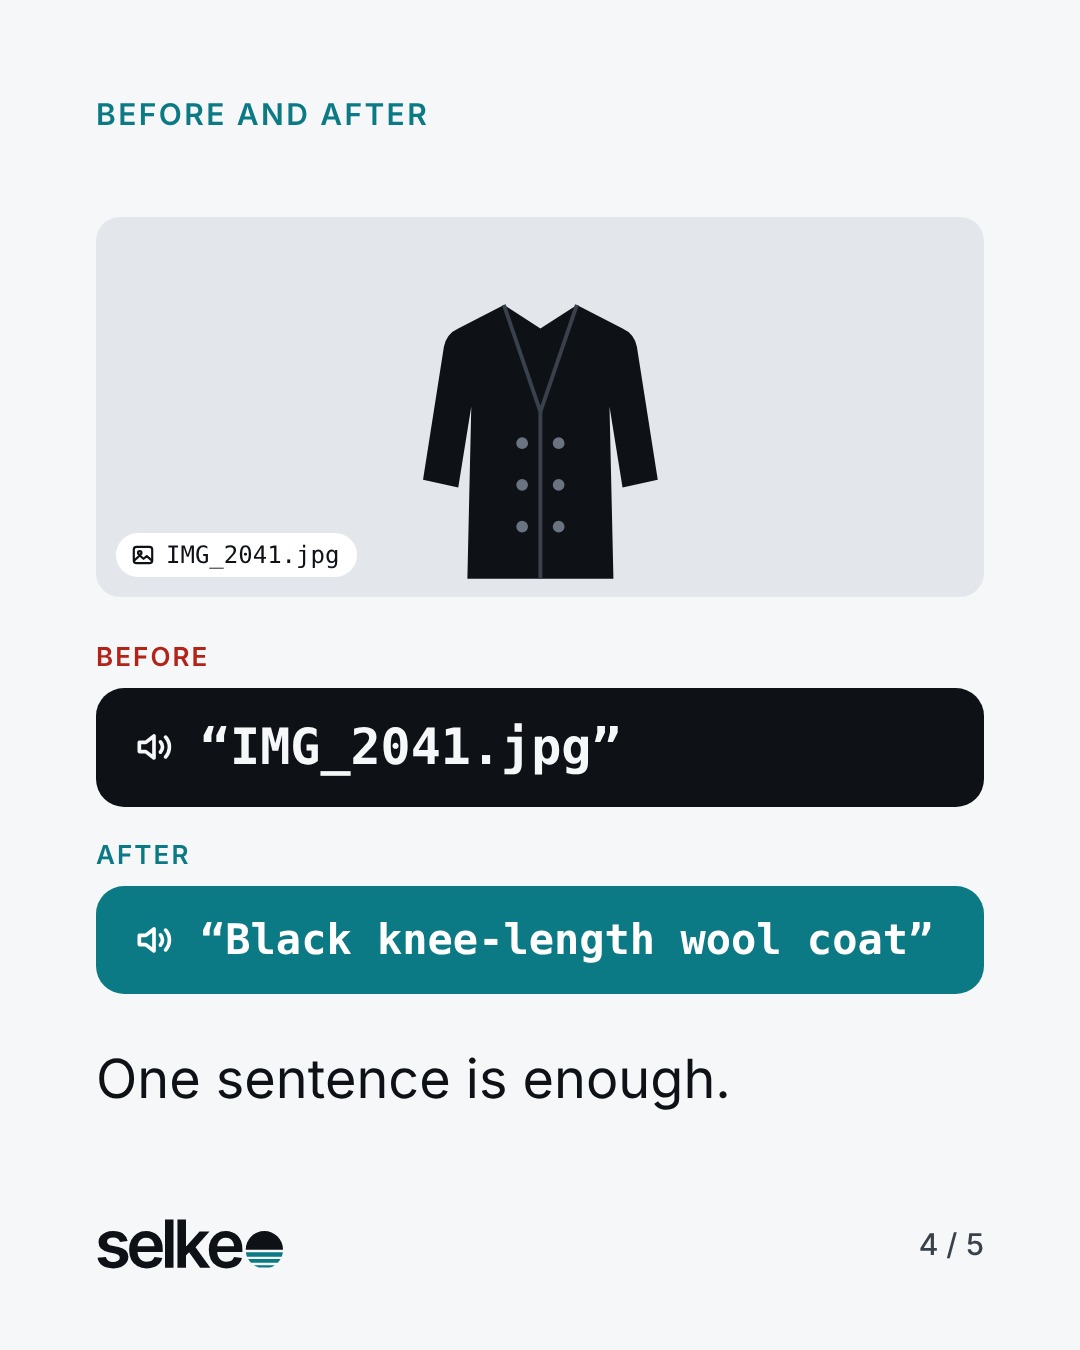 BEFORE AND AFTER
IMG_2041.jpg
BEFORE
“IMG_2041.jpg”
AFTER
“Black knee-length wool coat”
One sentence is enough.
selkeo
4 / 5